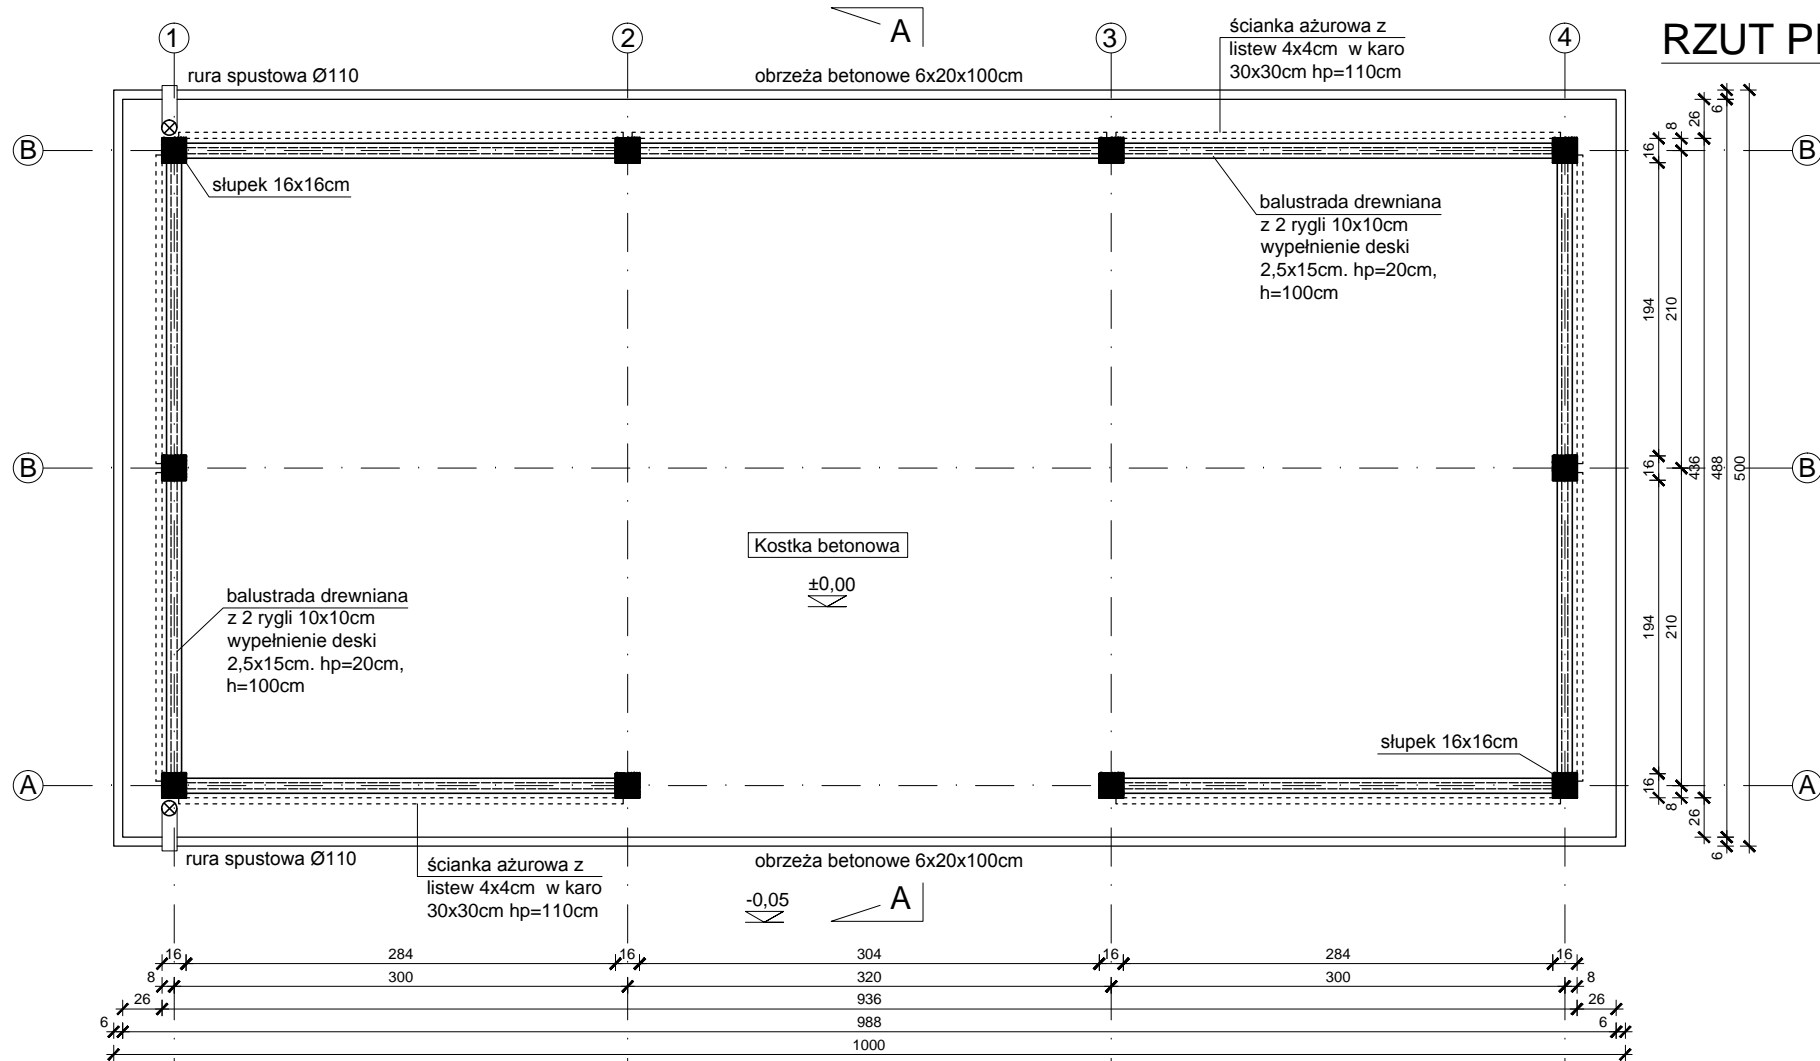 A
RZUT P
1
2
3
4
rura spustowa Ø110
obrzeża betonowe 6x20x100cm
ścianka ażurowa z
listew 4x4cm w karo
30x30cm hp=110cm
B
słupek 16x16cm
balustrada drewniana
z 2 rygli 10x10cm
wypełnienie deski
2,5x15cm. hp=20cm,
h=100cm
B
16
8
26
6
194
210
B
16
436
488
500
B
Kostka betonowa
±0,00
balustrada drewniana
z 2 rygli 10x10cm
wypełnienie deski
2,5x15cm. hp=20cm,
h=100cm
194
210
słupek 16x16cm
A
16
8
26
6
A
rura spustowa Ø110
ścianka ażurowa z
listew 4x4cm w karo
30x30cm hp=110cm
obrzeża betonowe 6x20x100cm
-0,05
A
16 284 16 304 16 284 16
8 300 320 300 8
26 936 26
6 988 6
1000